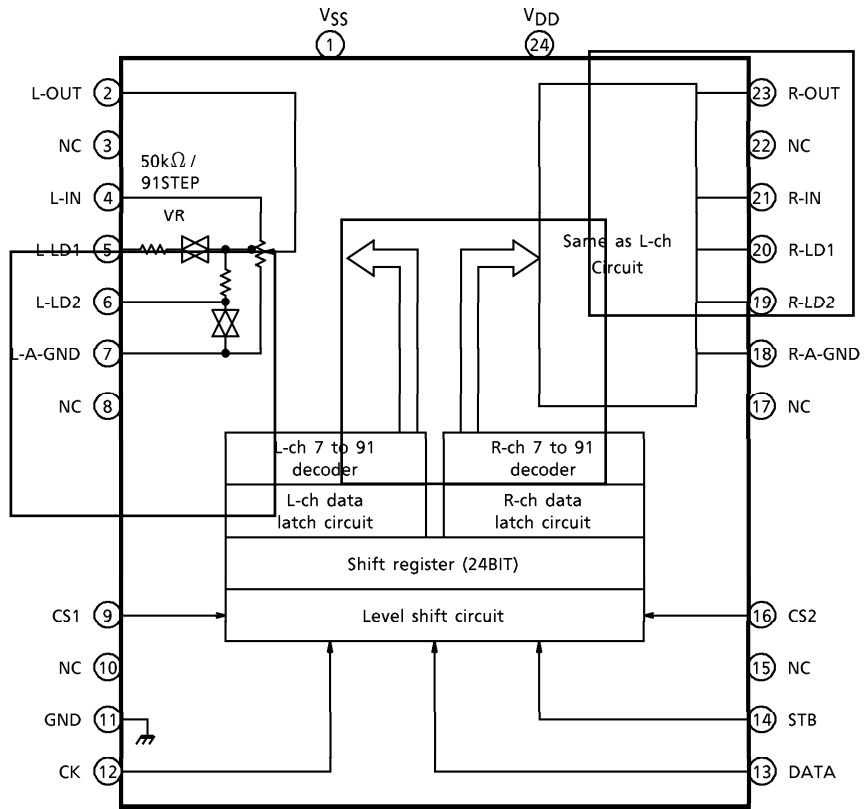 VSS
VDD
1
24
L-OUT 2
23 R-OUT
NC 3
22 NC
50kΩ /
91STEP
L-IN 4
21 R-IN
VR
L-LD1 5
20 R-LD1
Same as L-ch
Circuit
L-LD2 6
19 R-LD2
L-A-GND 7
18 R-A-GND
NC 8
17 NC
L-ch 7 to 91
decoder
R-ch 7 to 91
decoder
L-ch data
latch circuit
R-ch data
latch circuit
Shift register (24BIT)
Level shift circuit
CS1 9
16 CS2
NC 10
15 NC
GND 11
14 STB
CK 12
13 DATA